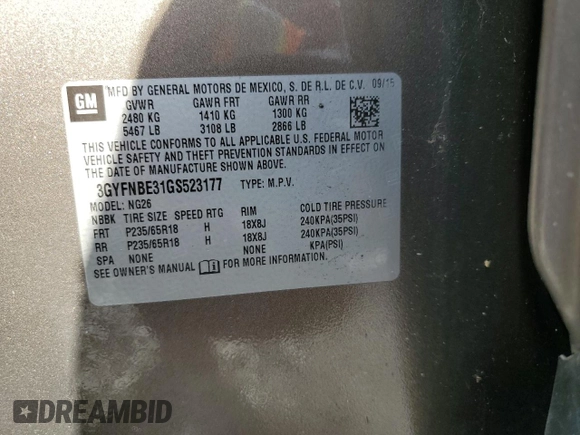 GM
MFD BY GENERAL MOTORS DE MEXICO, S. DE R.L. DE C.V. 09/15
GVWR GAWR FRT GAWR RR
2480 KG 1410 KG 1300 KG
5467 LB 3108 LB 2866 LB
THIS VEHICLE CONFORMS TO ALL APPLICABLE U.S. FEDERAL MOTOR
VEHICLE SAFETY AND THEFT PREVENTION STANDARDS IN EFFECT ON
THE DATE OF MANUFACTURE SHOWN ABOVE.
3GYFNBE31GS523177 TYPE: M.P.V.
MODEL: NG26
NBBK TIRE SIZE SPEED RTG RIM COLD TIRE PRESSURE
FRT P235/65R18 H 18X8J 240KPA(35PSI)
RR P235/65R18 H 18X8J 240KPA(35PSI)
SPA NONE NONE KPA(PSI)
SEE OWNER'S MANUAL FOR MORE INFORMATION.
DREAMBID